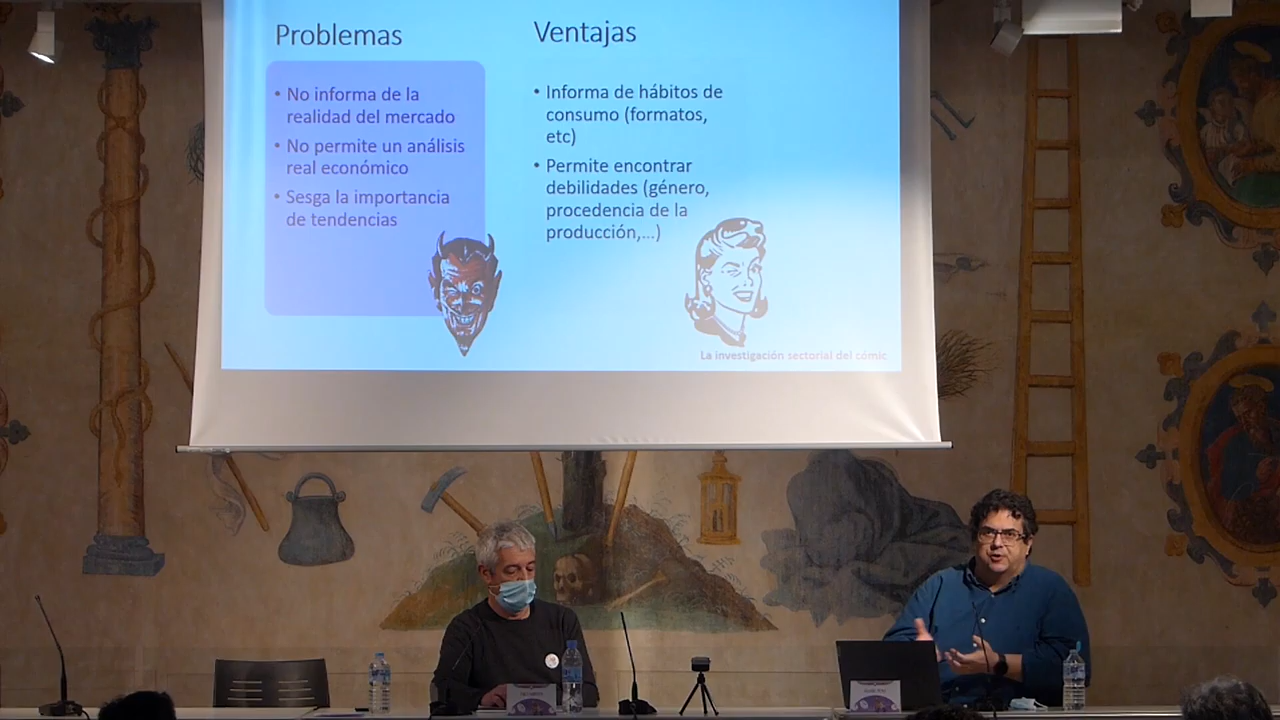 Problemas
• No informa de la
realidad del mercado
• No permite un análisis
real económico
• Sesga la importancia
de tendencias
Ventajas
• Informa de hábitos de
consumo (formatos,
etc)
• Permite encontrar
debilidades (género,
procedencia de la
producción,...)
La investigación sectorial del cómic